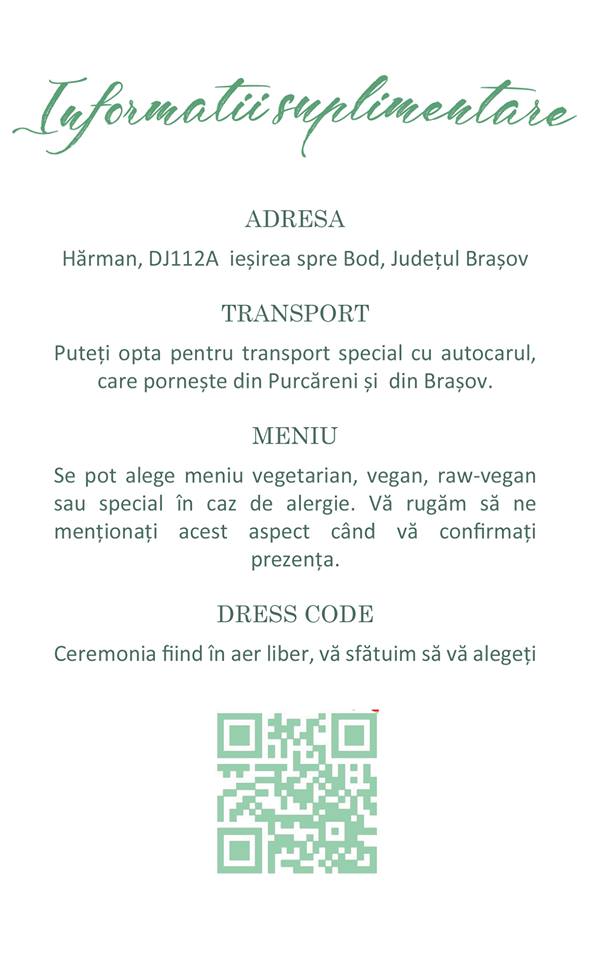 Informatii suplimentare
ADRESA
Hărman, DJ112A ieșirea spre Bod, Județul Brașov
TRANSPORT
Puteți opta pentru transport special cu autocarul,
care pornește din Purcăreni și din Brașov.
MENIU
Se pot alege meniu vegetarian, vegan, raw-vegan
sau special în caz de alergie. Vă rugăm să ne
menționați acest aspect când vă confirmați
prezența.
DRESS CODE
Ceremonia fiind în aer liber, vă sfătuim să vă alegeți